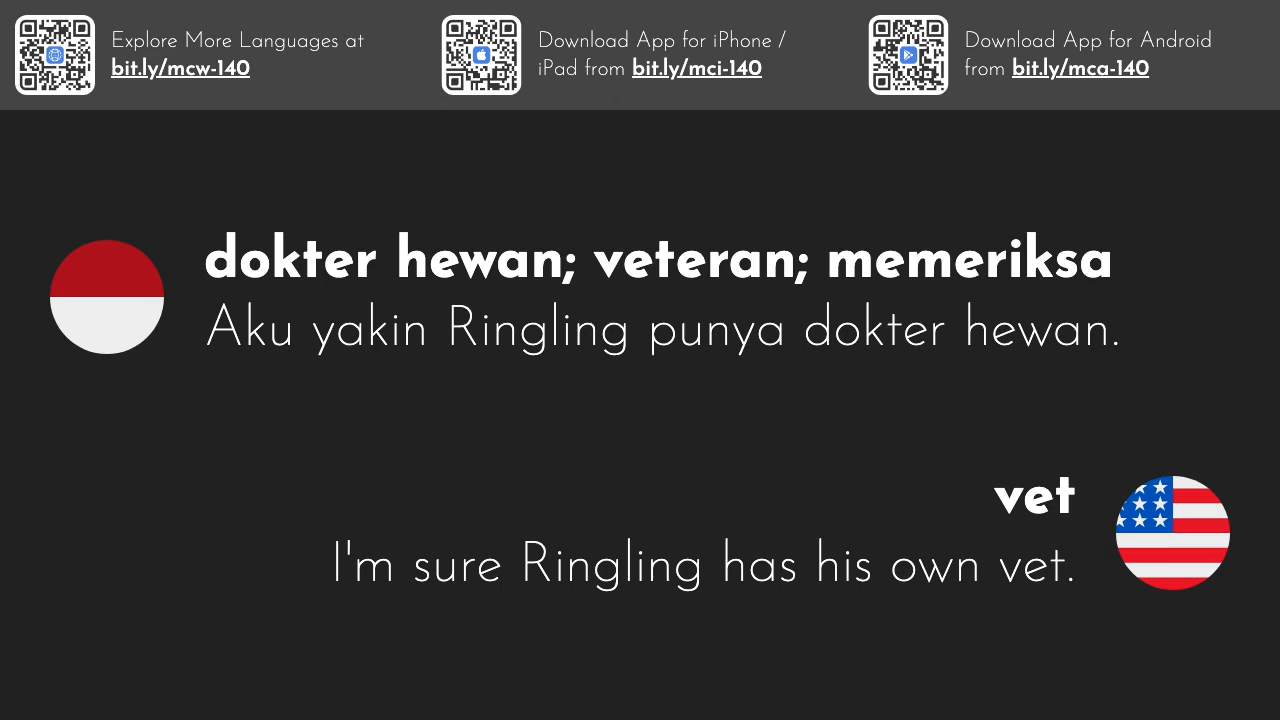 Explore More Languages at
bit.ly/mcw-140
Download App for iPhone /
iPad from bit.ly/mci-140
Download App for Android
from bit.ly/mca-140
dokter hewan; veteran; memeriksa
Aku yakin Ringling punya dokter hewan.
vet
I'm sure Ringling has his own vet.